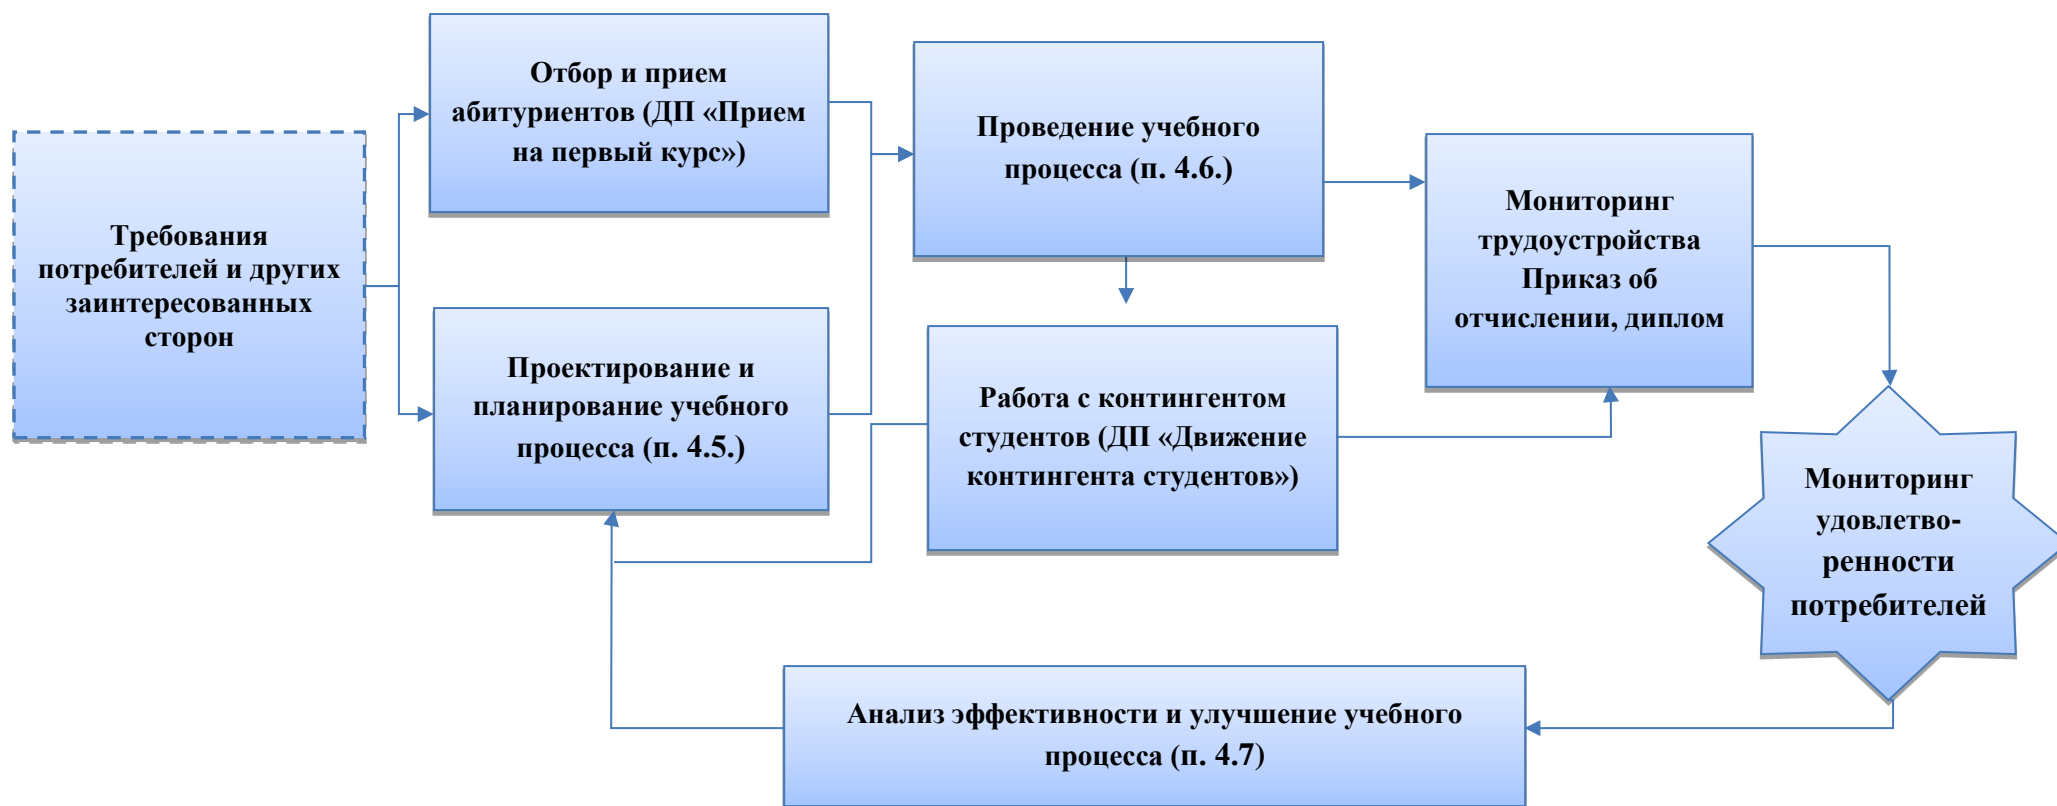 Требования
потребителей и других
заинтересованных
сторон
Отбор и прием
абитуриентов (ДП «Прием
на первый курс»)
Проектирование и
планирование учебного
процесса (п. 4.5.)
Проведение учебного
процесса (п. 4.6.)
Работа с контингентом
студентов (ДП «Движение
контингента студентов»)
Мониторинг
трудоустройства
Приказ об
отчислении, диплом
Мониторинг
удовлетво-
ренности
потребителей
Анализ эффективности и улучшение учебного
процесса (п. 4.7)